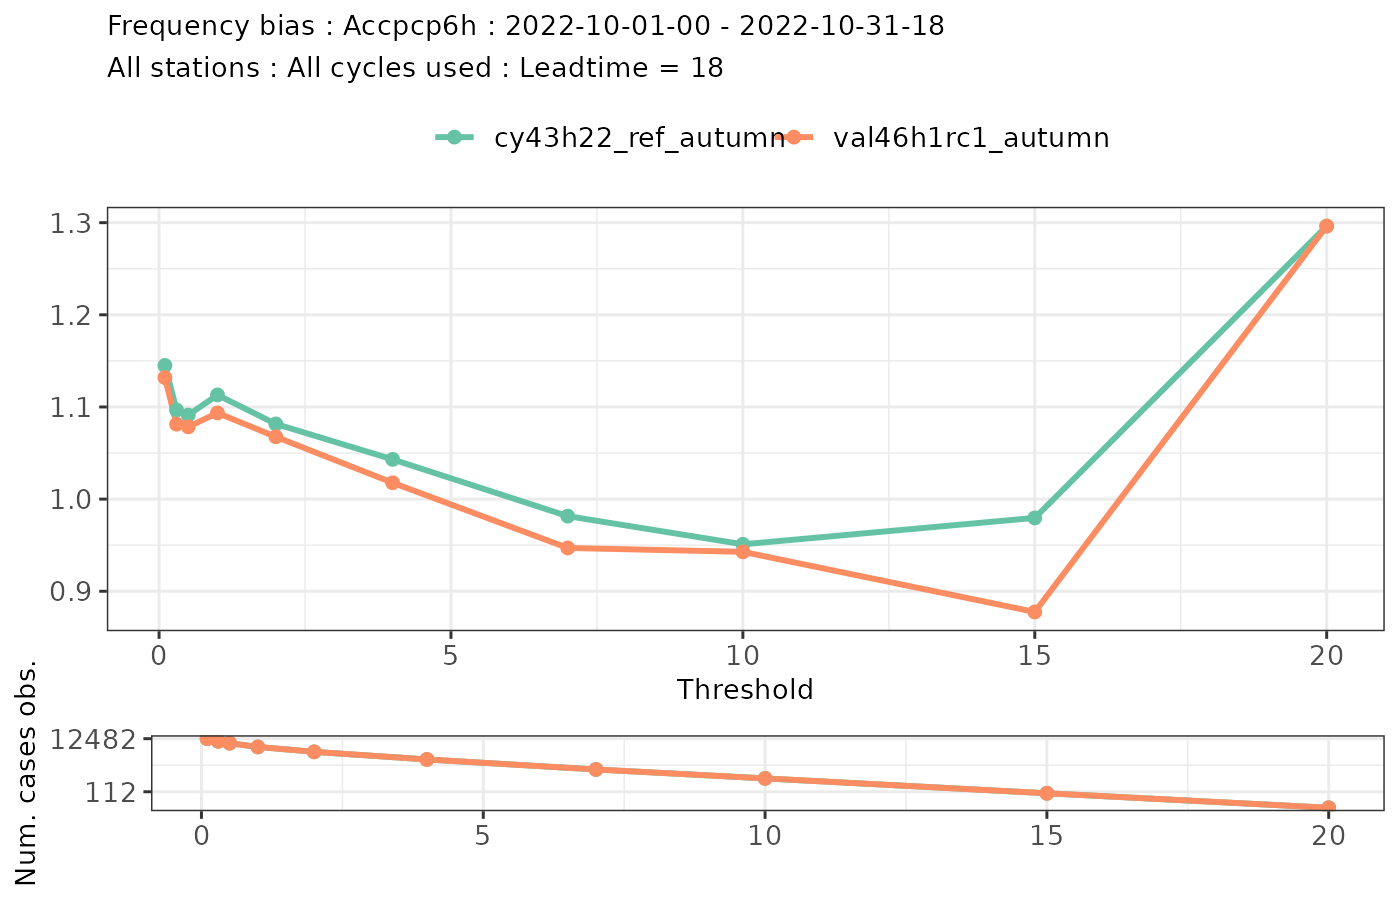 Frequency bias : Accpcp6h : 2022-10-01-00 - 2022-10-31-18
All stations : All cycles used : Leadtime = 18
cy43h22_ref_autumn val46h1rc1_autumn
1.3
1.2
1.1
1.0
0.9
0 5 10 15 20
Threshold
Num. cases obs.
12482
112
0 5 10 15 20